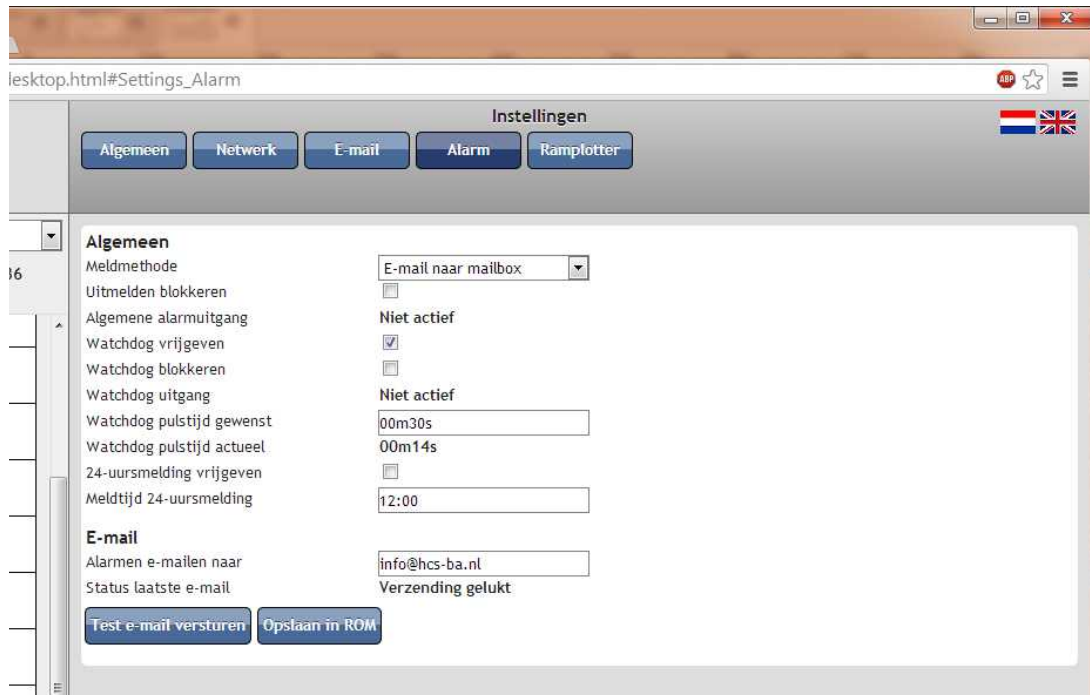 desktop.html#Settings_Alarm
ABP
Instellingen
Algemeen Netwerk E-mail Alarm Ramplotter
Algemeen
Meldmethode E-mail naar mailbox
Uitmelden blokkeren
Algemene alarmuitgang Niet actief
Watchdog vrijgeven
Watchdog blokkeren
Watchdog uitgang Niet actief
Watchdog pulstijd gewenst 00m30s
Watchdog pulstijd actueel 00m14s
24-uursmelding vrijgeven
Meldtijd 24-uursmelding 12:00
E-mail
Alarmen e-mailen naar info@hcs-ba.nl
Status laatste e-mail Verzending gelukt
Test e-mail versturen Opslaan in ROM